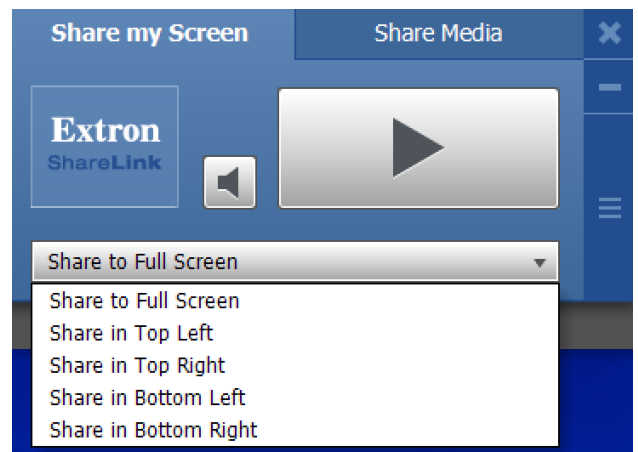 Share my Screen
Share Media
Extron
ShareLink
Share to Full Screen
Share to Full Screen
Share in Top Left
Share in Top Right
Share in Bottom Left
Share in Bottom Right